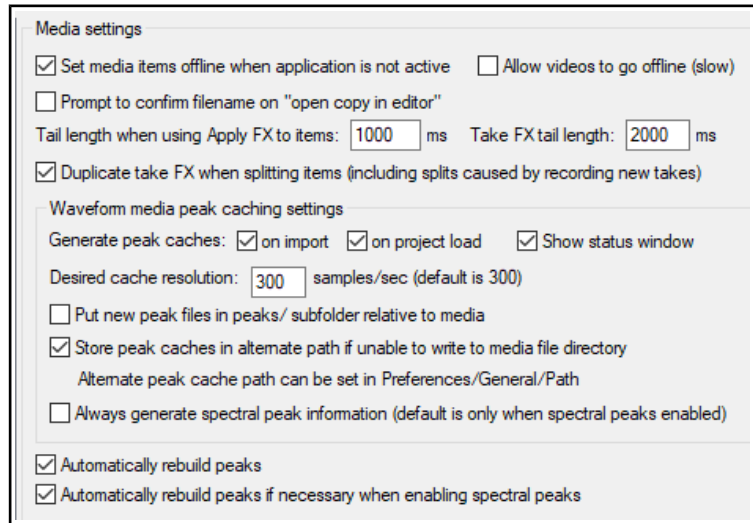 Media settings
Set media items offline when application is not active Allow videos to go offline (slow)
Prompt to confirm filename on "open copy in editor"
Tail length when using Apply FX to items: 1000 ms Take FX tail length: 2000 ms
Duplicate take FX when splitting items (including splits caused by recording new takes)
Waveform media peak caching settings
Generate peak caches: on import on project load Show status window
Desired cache resolution: 300 samples/sec (default is 300)
Put new peak files in peaks/ subfolder relative to media
Store peak caches in alternate path if unable to write to media file directory
Alternate peak cache path can be set in Preferences/General/Path
Always generate spectral peak information (default is only when spectral peaks enabled)
Automatically rebuild peaks
Automatically rebuild peaks if necessary when enabling spectral peaks